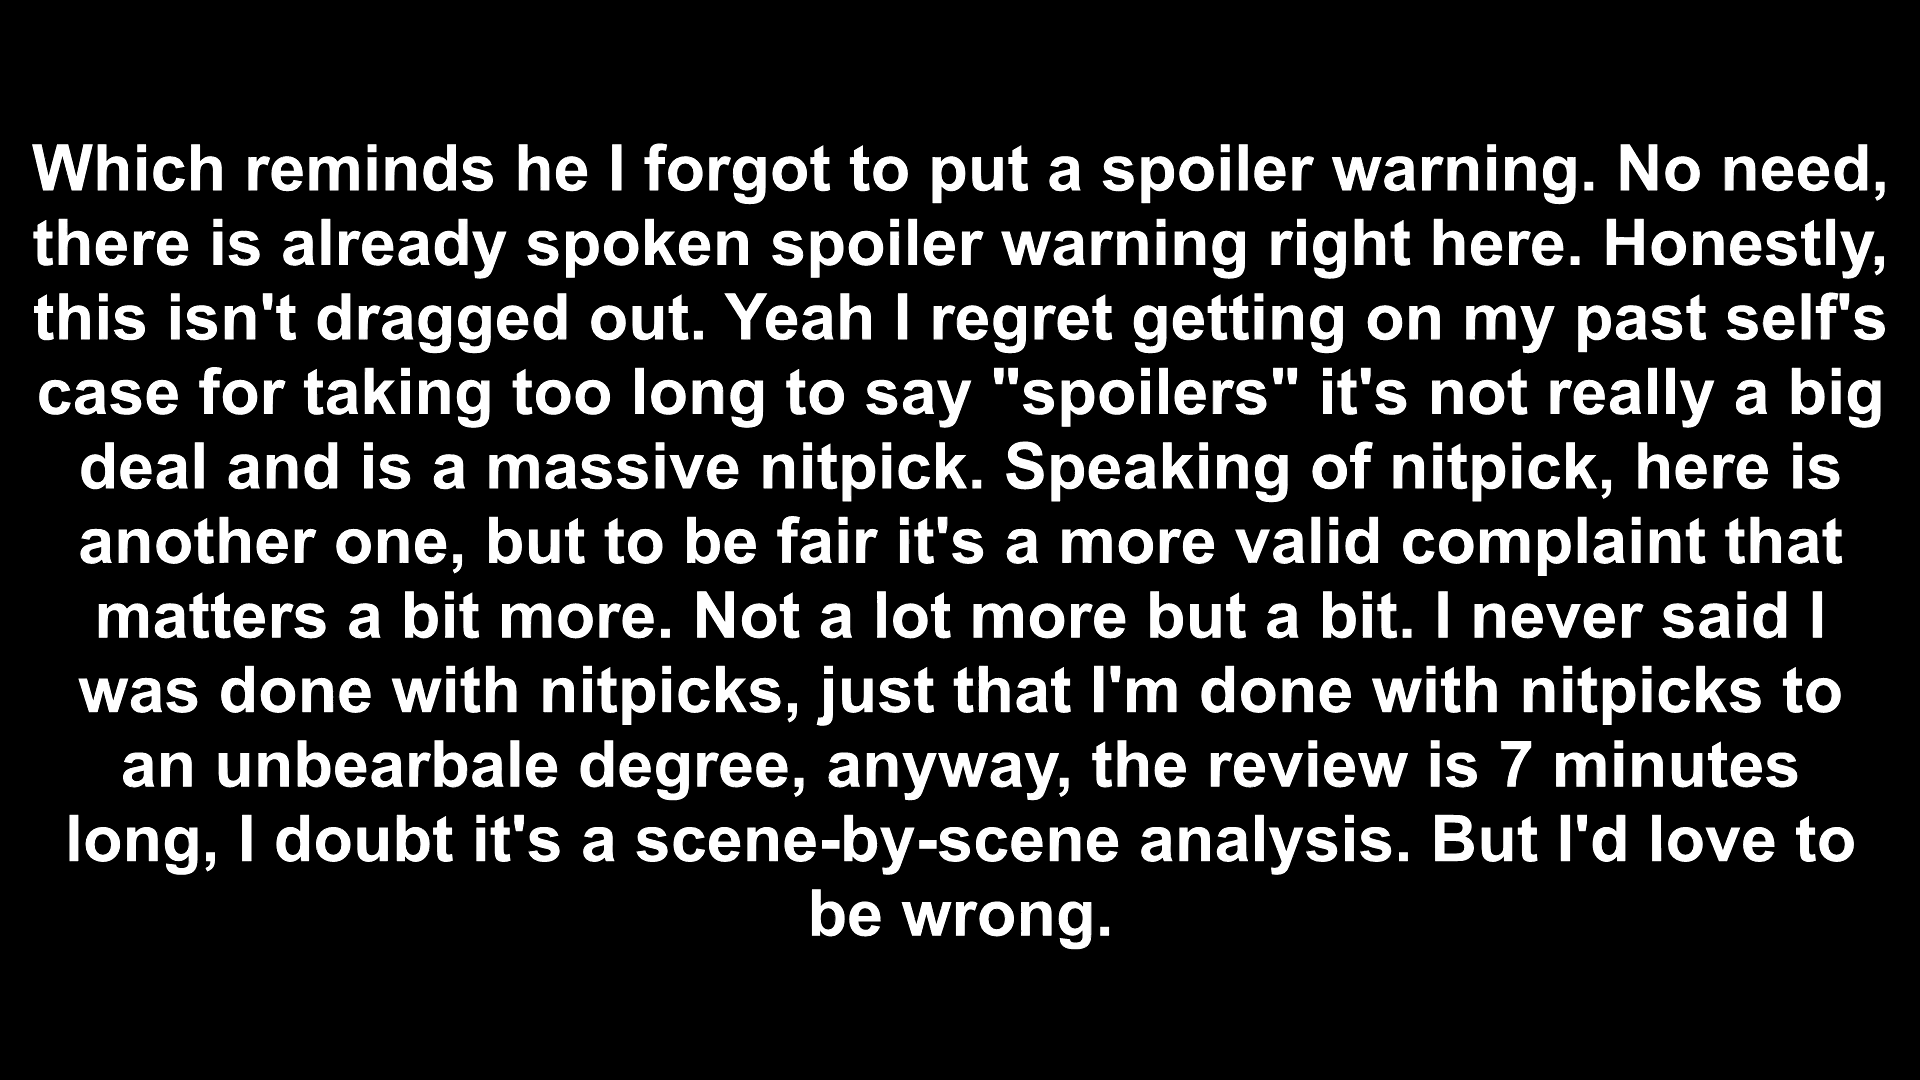 Which reminds he I forgot to put a spoiler warning. No need,
there is already spoken spoiler warning right here. Honestly,
this isn't dragged out. Yeah I regret getting on my past self's
case for taking too long to say "spoilers" it's not really a big
deal and is a massive nitpick. Speaking of nitpick, here is
another one, but to be fair it's a more valid complaint that
matters a bit more. Not a lot more but a bit. I never said I
was done with nitpicks, just that I'm done with nitpicks to
an unbearbale degree, anyway, the review is 7 minutes
long, I doubt it's a scene-by-scene analysis. But I'd love to
be wrong.